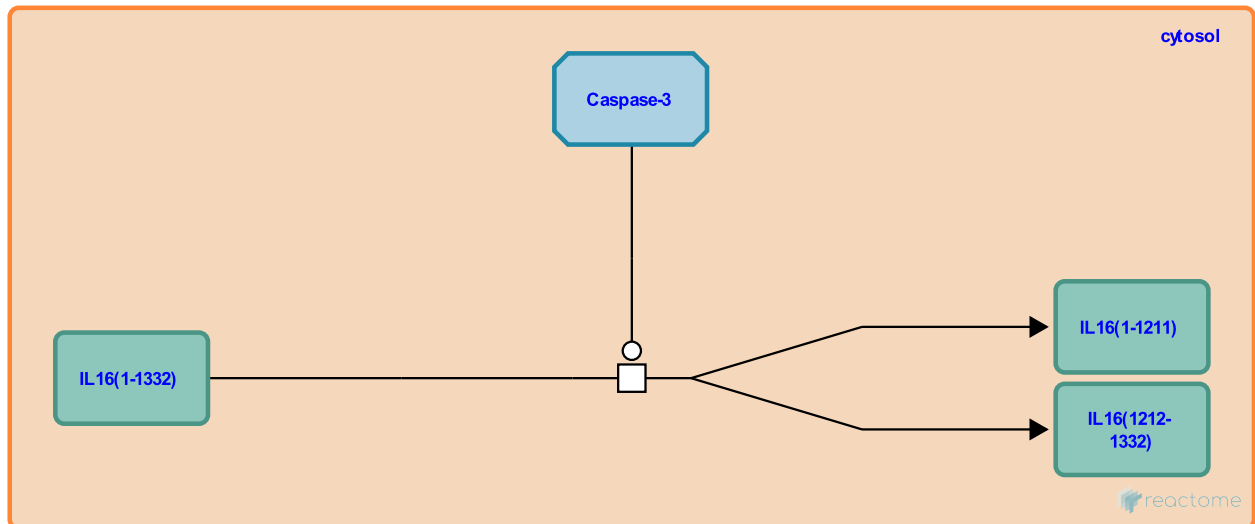 cytosol
Caspase-3
IL16(1-1332)
IL16(1-1211)
IL16(1212-
1332)
reactome